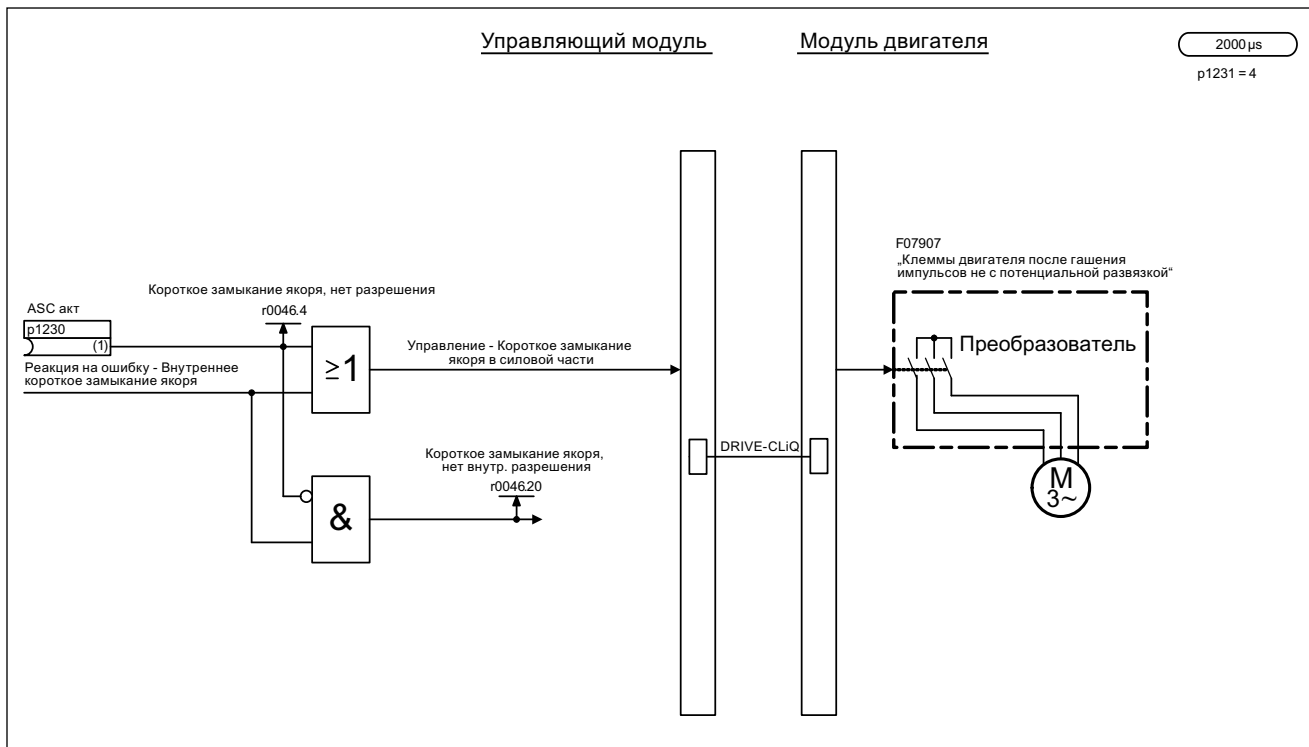 Управляющий модуль
Модуль двигателя
2000 µs
p1231 = 4
F07907
„Клеммы двигателя после гашения
импульсов не с потенциальной развязкой“
Короткое замыкание якоря, нет разрешения
r0046.4
ASC акт
p1230
(1)
Реакция на ошибку - Внутреннее
короткое замыкание якоря
≥1
Управление - Короткое замыкание
якоря в силовой части
Преобразователь
DRIVE-CLiQ
Короткое замыкание якоря,
нет внутр. разрешения
r0046.20
&
M
3~